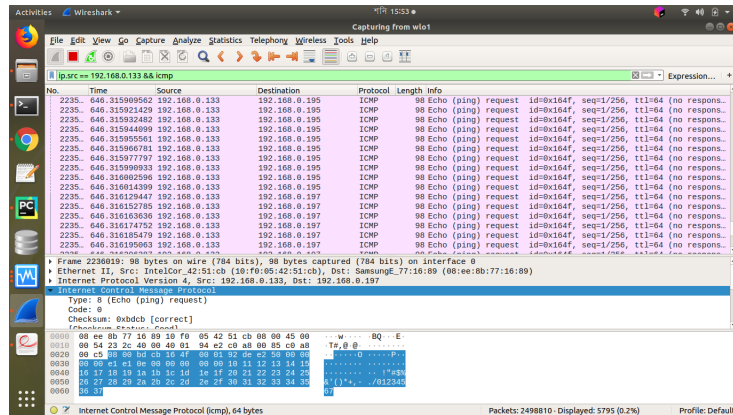 Activities Wireshark শনি 15:53
Capturing from wlo1
File Edit View Go Capture Analyze Statistics Telephony Wireless Tools Help
ip.src == 192.168.0.133 && icmp Expression... +
No. Time Source Destination Protocol Length Info
2235… 646.315909562 192.168.0.133 192.168.0.195 ICMP 98 Echo (ping) request id=0x164f, seq=1/256, ttl=64 (no respons…
2235… 646.315921429 192.168.0.133 192.168.0.195 ICMP 98 Echo (ping) request id=0x164f, seq=1/256, ttl=64 (no respons…
2235… 646.315932482 192.168.0.133 192.168.0.195 ICMP 98 Echo (ping) request id=0x164f, seq=1/256, ttl=64 (no respons…
2235… 646.315944099 192.168.0.133 192.168.0.195 ICMP 98 Echo (ping) request id=0x164f, seq=1/256, ttl=64 (no respons…
2235… 646.315955561 192.168.0.133 192.168.0.195 ICMP 98 Echo (ping) request id=0x164f, seq=1/256, ttl=64 (no respons…
2235… 646.315966781 192.168.0.133 192.168.0.195 ICMP 98 Echo (ping) request id=0x164f, seq=1/256, ttl=64 (no respons…
2235… 646.315977797 192.168.0.133 192.168.0.195 ICMP 98 Echo (ping) request id=0x164f, seq=1/256, ttl=64 (no respons…
2235… 646.315990933 192.168.0.133 192.168.0.195 ICMP 98 Echo (ping) request id=0x164f, seq=1/256, ttl=64 (no respons…
2235… 646.316002596 192.168.0.133 192.168.0.195 ICMP 98 Echo (ping) request id=0x164f, seq=1/256, ttl=64 (no respons…
2235… 646.316014399 192.168.0.133 192.168.0.195 ICMP 98 Echo (ping) request id=0x164f, seq=1/256, ttl=64 (no respons…
2235… 646.316129447 192.168.0.133 192.168.0.197 ICMP 98 Echo (ping) request id=0x164f, seq=1/256, ttl=64 (no respons…
2235… 646.316152785 192.168.0.133 192.168.0.197 ICMP 98 Echo (ping) request id=0x164f, seq=1/256, ttl=64 (no respons…
2235… 646.316163636 192.168.0.133 192.168.0.197 ICMP 98 Echo (ping) request id=0x164f, seq=1/256, ttl=64 (no respons…
2235… 646.316174752 192.168.0.133 192.168.0.197 ICMP 98 Echo (ping) request id=0x164f, seq=1/256, ttl=64 (no respons…
2235… 646.316185479 192.168.0.133 192.168.0.197 ICMP 98 Echo (ping) request id=0x164f, seq=1/256, ttl=64 (no respons…
2235… 646.316195063 192.168.0.133 192.168.0.197 ICMP 98 Echo (ping) request id=0x164f, seq=1/256, ttl=64 (no respons…
Frame 2236019: 98 bytes on wire (784 bits), 98 bytes captured (784 bits) on interface 0
Ethernet II, Src: IntelCor_42:51:cb (10:f0:05:42:51:cb), Dst: SamsungE_77:16:89 (08:ee:8b:77:16:89)
Internet Protocol Version 4, Src: 192.168.0.133, Dst: 192.168.0.197
Internet Control Message Protocol
Type: 8 (Echo (ping) request)
Code: 0
Checksum: 0xbdcb [correct]
[Checksum Status: Good]
0000 08 ee 8b 77 16 89 10 f0 05 42 51 cb 08 00 45 00 ···w···· ·BQ···E·
0010 00 54 23 2c 40 00 40 01 94 e2 c0 a8 00 85 c0 a8 ·T#,@·@· ········
0020 00 c5 08 00 bd cb 16 4f 00 01 92 de e2 50 00 00 ·······O ·····P··
0030 00 00 e1 e1 0e 00 00 00 00 00 10 11 12 13 14 15 ········ ········
0040 16 17 18 19 1a 1b 1c 1d 1e 1f 20 21 22 23 24 25 ········ ·· !"#$%
0050 26 27 28 29 2a 2b 2c 2d 2e 2f 30 31 32 33 34 35 &'()*+,- ./012345
0060 36 37 67
Internet Control Message Protocol (icmp), 64 bytes Packets: 2498810 · Displayed: 5795 (0.2%) Profile: Default
PC